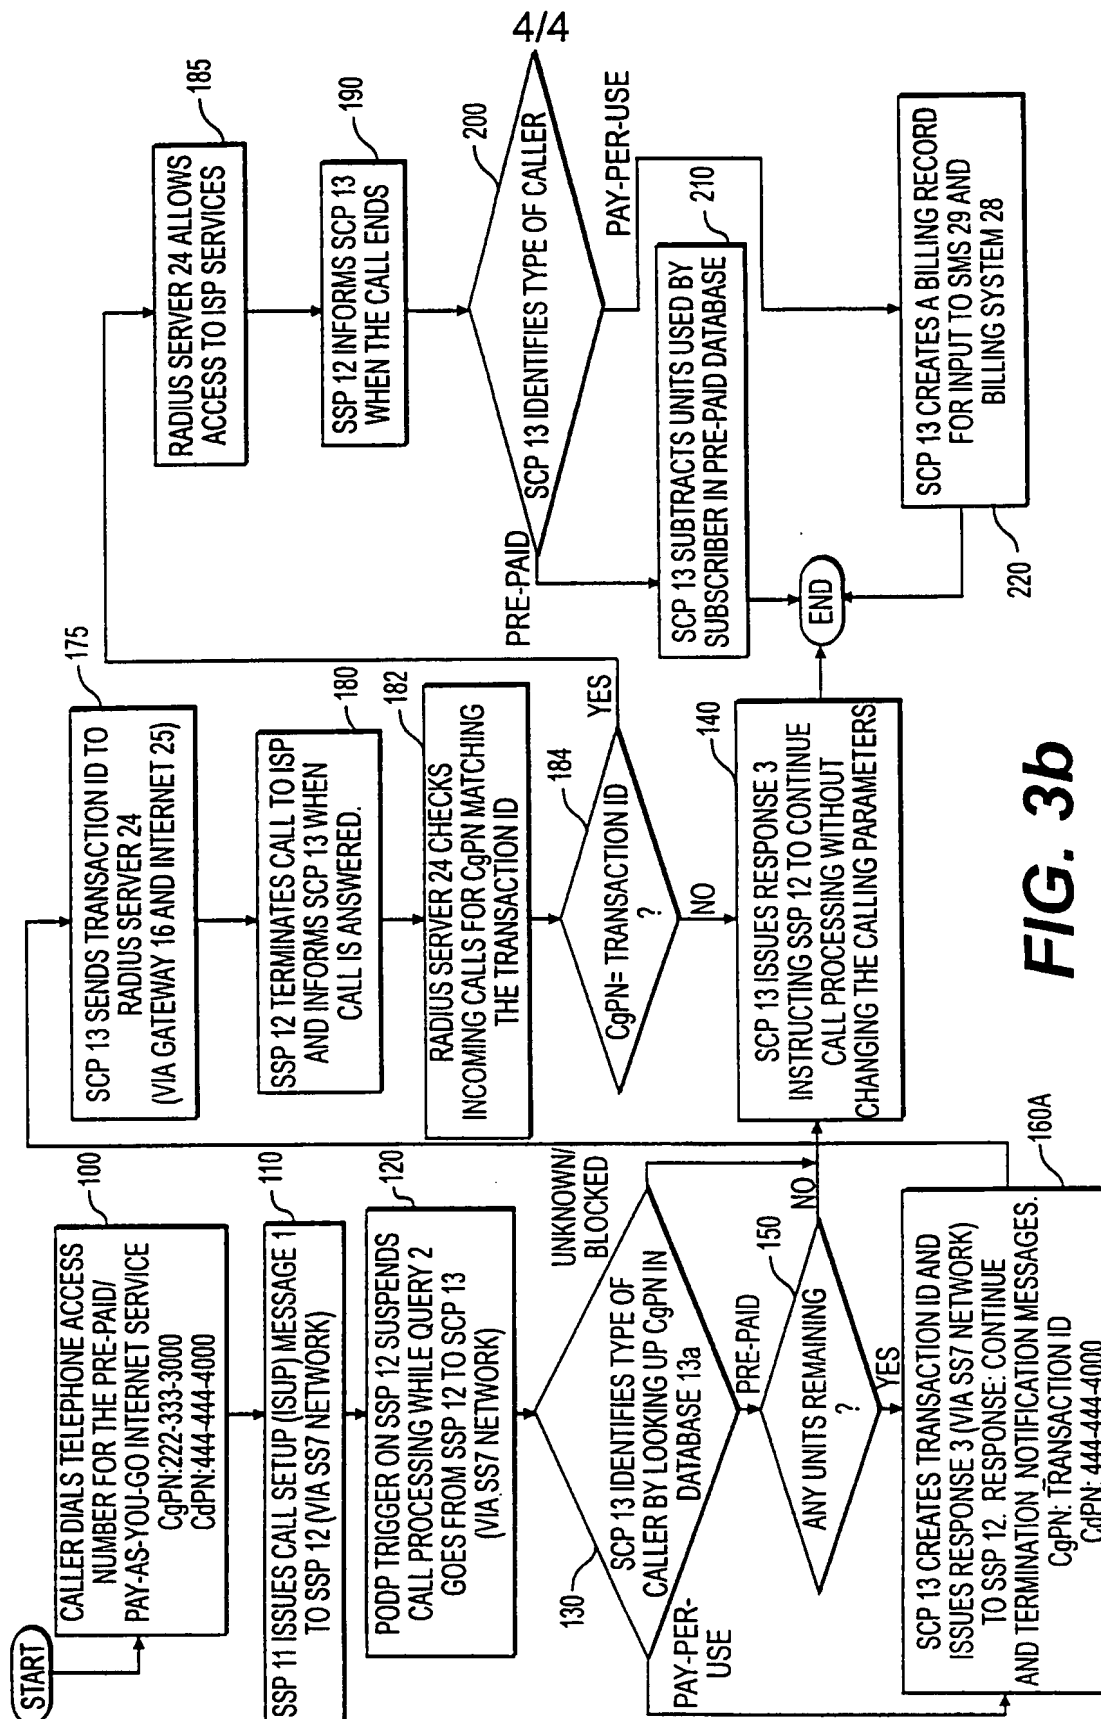 4/4
START
CALLER DIALS TELEPHONE ACCESS
NUMBER FOR THE PRE-PAID/
PAY-AS-YOU-GO INTERNET SERVICE
CgPN:222-333-3000
CdPN:444-444-4000
100
SSP 11 ISSUES CALL SETUP (ISUP) MESSAGE 1
TO SSP 12 (VIA SS7 NETWORK)
110
PODP TRIGGER ON SSP 12 SUSPENDS
CALL PROCESSING WHILE QUERY 2
GOES FROM SSP 12 TO SCP 13
(VIA SS7 NETWORK)
120
SCP 13 IDENTIFIES TYPE OF
CALLER BY LOOKING UP CgPN IN
DATABASE 13a
130
UNKNOWN/
BLOCKED
PAY-PER-
USE
PRE-PAID
ANY UNITS REMAINING
?
150
NO
YES
SCP 13 CREATES TRANSACTION ID AND
ISSUES RESPONSE 3 (VIA SS7 NETWORK)
TO SSP 12. RESPONSE: CONTINUE
AND TERMINATION_NOTIFICATION MESSAGES.
CgPN: TRANSACTION ID
CdPN: 444-444-4000
160A
SCP 13 SENDS TRANSACTION ID TO
RADIUS SERVER 24
(VIA GATEWAY 16 AND INTERNET 25)
175
SSP 12 TERMINATES CALL TO ISP
AND INFORMS SCP 13 WHEN
CALL IS ANSWERED.
180
RADIUS SERVER 24 CHECKS
INCOMING CALLS FOR CgPN MATCHING
THE TRANSACTION ID
182
CgPN= TRANSACTION ID
?
184
YES
NO
SCP 13 ISSUES RESPONSE 3
INSTRUCTING SSP 12 TO CONTINUE
CALL PROCESSING WITHOUT
CHANGING THE CALLING PARAMETERS
140
RADIUS SERVER 24 ALLOWS
ACCESS TO ISP SERVICES
185
SSP 12 INFORMS SCP 13
WHEN THE CALL ENDS
190
SCP 13 IDENTIFIES TYPE OF CALLER
200
PRE-PAID
PAY-PER-USE
SCP 13 SUBTRACTS UNITS USED BY
SUBSCRIBER IN PRE-PAID DATABASE
210
END
SCP 13 CREATES A BILLING RECORD
FOR INPUT TO SMS 29 AND
BILLING SYSTEM 28
220
FIG. 3b